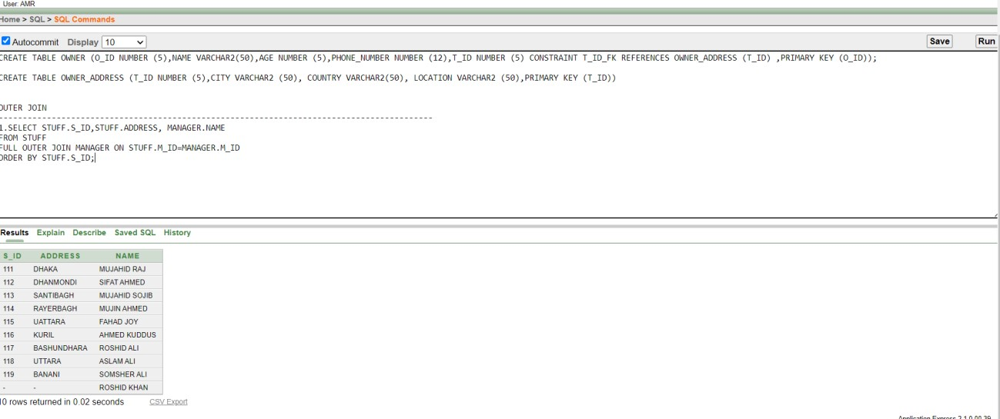 User: AMR
Home > SQL > SQL Commands
Autocommit Display 10 Save Run
CREATE TABLE OWNER (O_ID NUMBER (5),NAME VARCHAR2(50),AGE NUMBER (5),PHONE_NUMBER NUMBER (12),T_ID NUMBER (5) CONSTRAINT T_ID_FK REFERENCES OWNER_ADDRESS (T_ID) ,PRIMARY KEY (O_ID));
CREATE TABLE OWNER_ADDRESS (T_ID NUMBER (5),CITY VARCHAR2 (50), COUNTRY VARCHAR2(50), LOCATION VARCHAR2 (50),PRIMARY KEY (T_ID))
OUTER JOIN
--------------------------------------------------------------------------------------
1.SELECT STUFF.S_ID,STUFF.ADDRESS, MANAGER.NAME
FROM STUFF
FULL OUTER JOIN MANAGER ON STUFF.M_ID=MANAGER.M_ID
ORDER BY STUFF.S_ID;
Results Explain Describe Saved SQL History
S_ID ADDRESS NAME
111 DHAKA MUJAHID RAJ
112 DHANMONDI SIFAT AHMED
113 SANTIBAGH MUJAHID SOJIB
114 RAYERBAGH MUJIN AHMED
115 UATTARA FAHAD JOY
116 KURIL AHMED KUDDUS
117 BASHUNDHARA ROSHID ALI
118 UTTARA ASLAM ALI
119 BANANI SOMSHER ALI
- - ROSHID KHAN
10 rows returned in 0.02 seconds CSV Export
Application Express 2.1.0.00.39